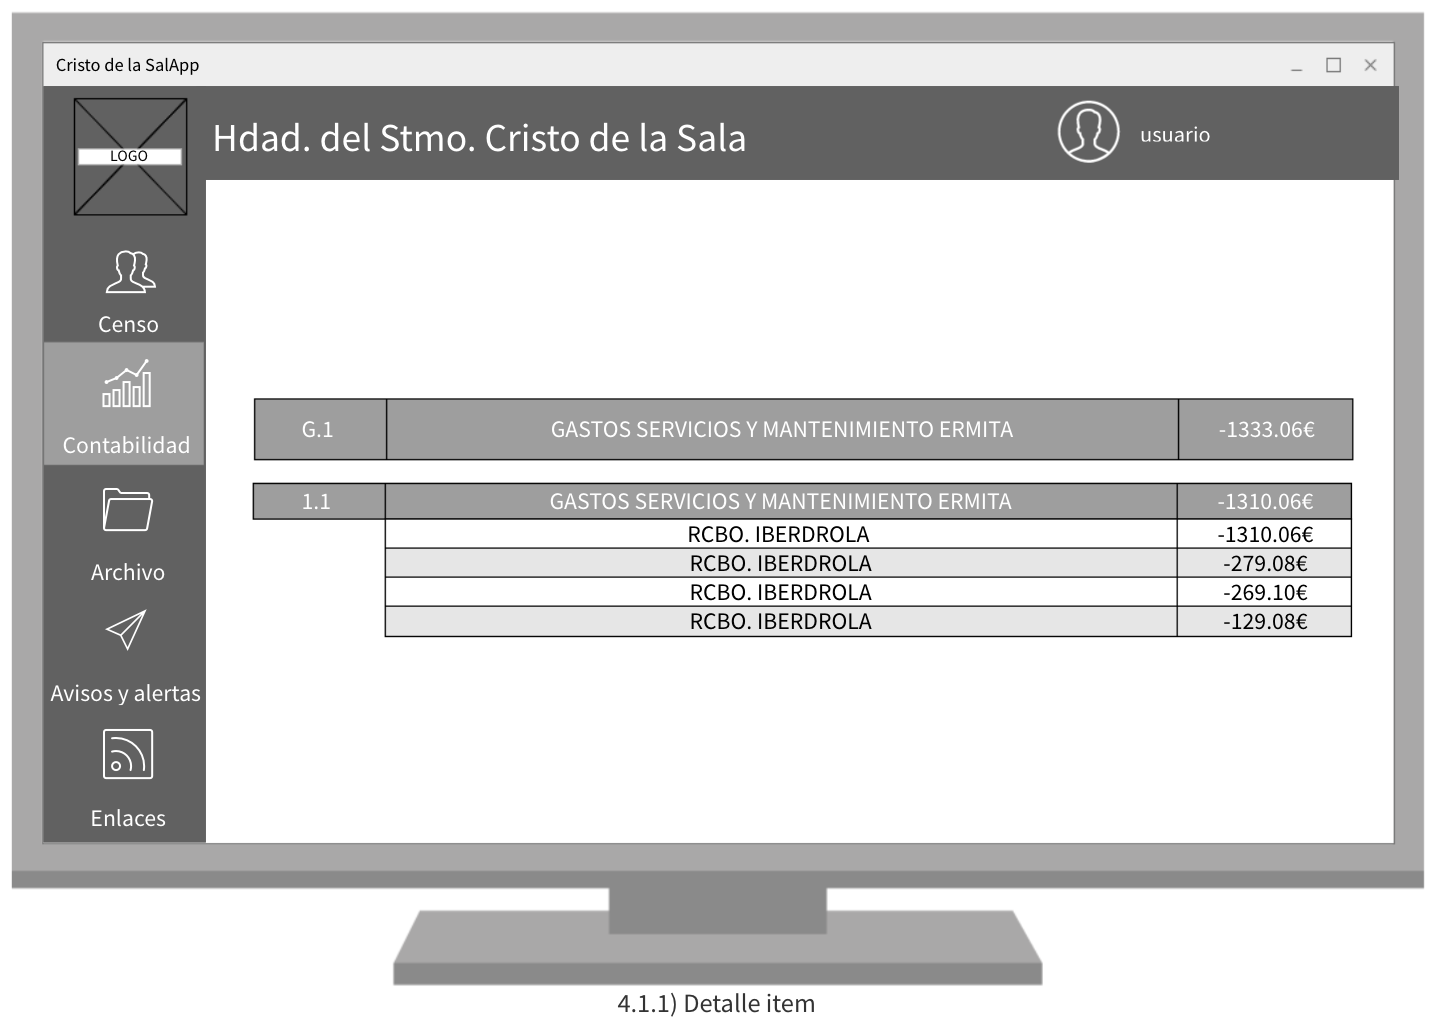 Cristo de la SalApp
LOGO
Hdad. del Stmo. Cristo de la Sala
usuario
Censo
Contabilidad
Archivo
Avisos y alertas
Enlaces
G.1 GASTOS SERVICIOS Y MANTENIMIENTO ERMITA -1333.06€
1.1 GASTOS SERVICIOS Y MANTENIMIENTO ERMITA -1310.06€
RCBO. IBERDROLA -1310.06€
RCBO. IBERDROLA -279.08€
RCBO. IBERDROLA -269.10€
RCBO. IBERDROLA -129.08€
4.1.1) Detalle item